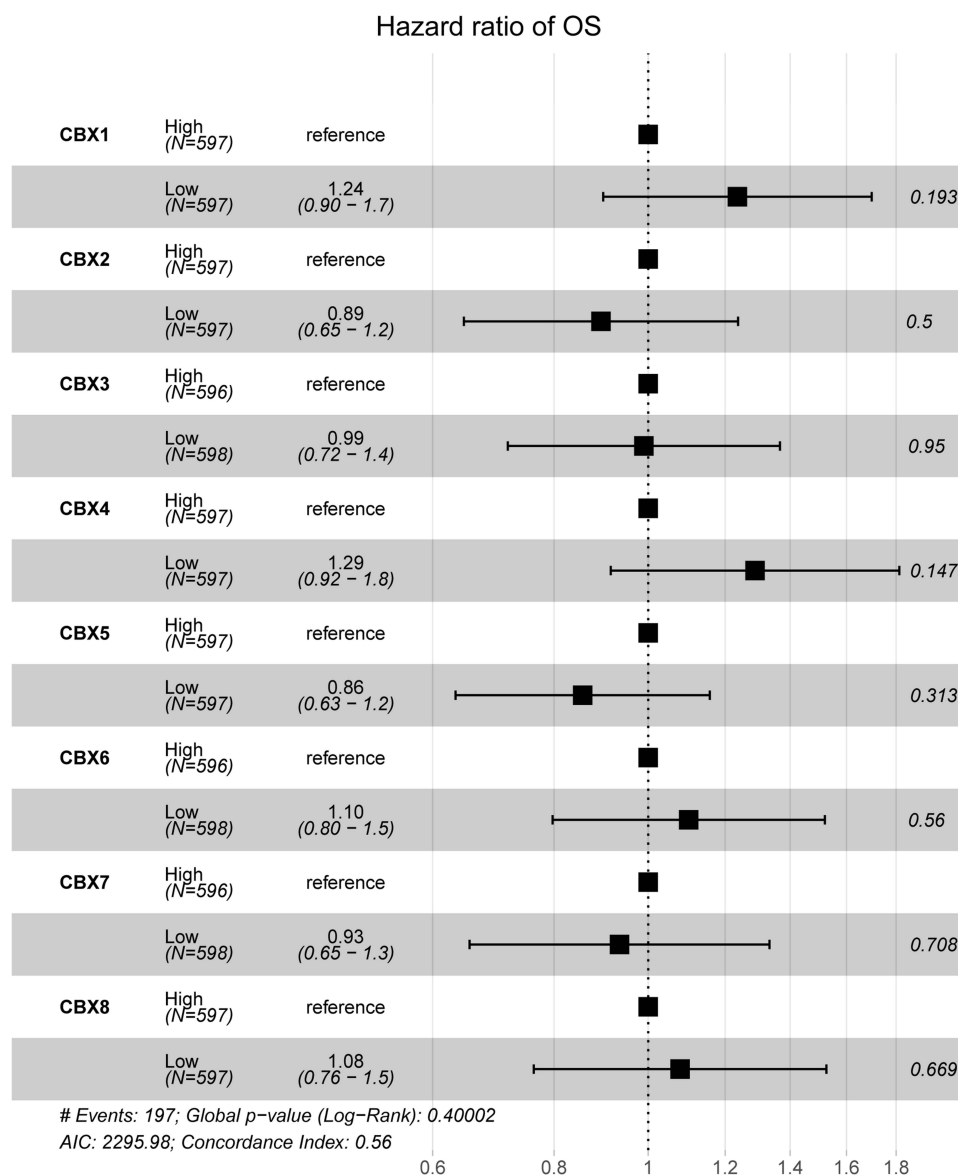 Hazard ratio of OS
CBX1 High reference
(N=597)
Low 1.24
(N=597) (0.90 − 1.7) 0.193
CBX2 High reference
(N=597)
Low 0.89
(N=597) (0.65 − 1.2) 0.5
CBX3 High reference
(N=596)
Low 0.99
(N=598) (0.72 − 1.4) 0.95
CBX4 High reference
(N=597)
Low 1.29
(N=597) (0.92 − 1.8) 0.147
CBX5 High reference
(N=597)
Low 0.86
(N=597) (0.63 − 1.2) 0.313
CBX6 High reference
(N=596)
Low 1.10
(N=598) (0.80 − 1.5) 0.56
CBX7 High reference
(N=596)
Low 0.93
(N=598) (0.65 − 1.3) 0.708
CBX8 High reference
(N=597)
Low 1.08
(N=597) (0.76 − 1.5) 0.669
# Events: 197; Global p−value (Log−Rank): 0.40002
AIC: 2295.98; Concordance Index: 0.56
0.6 0.8 1 1.2 1.4 1.6 1.8